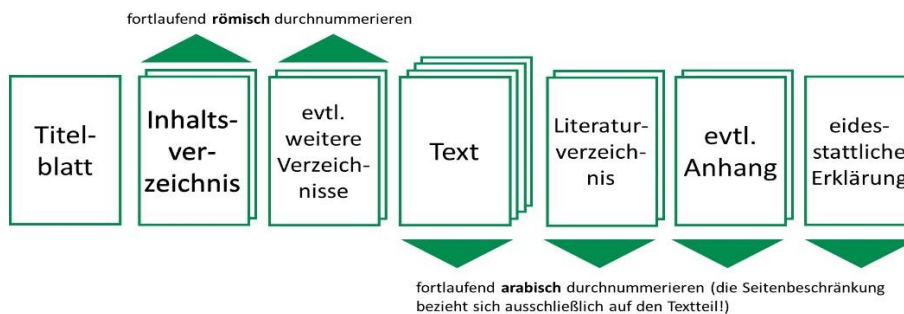 fortlaufend römisch durchnummerieren
Titel-
blatt
Inhalts-
ver-
zeichnis
evtl.
weitere
Verzeich-
nisse
Text
Literatur-
verzeich-
nis
evtl.
Anhang
eides-
stattliche
Erklärung
fortlaufend arabisch durchnummerieren (die Seitenbeschränkung
bezieht sich ausschließlich auf den Textteil!)